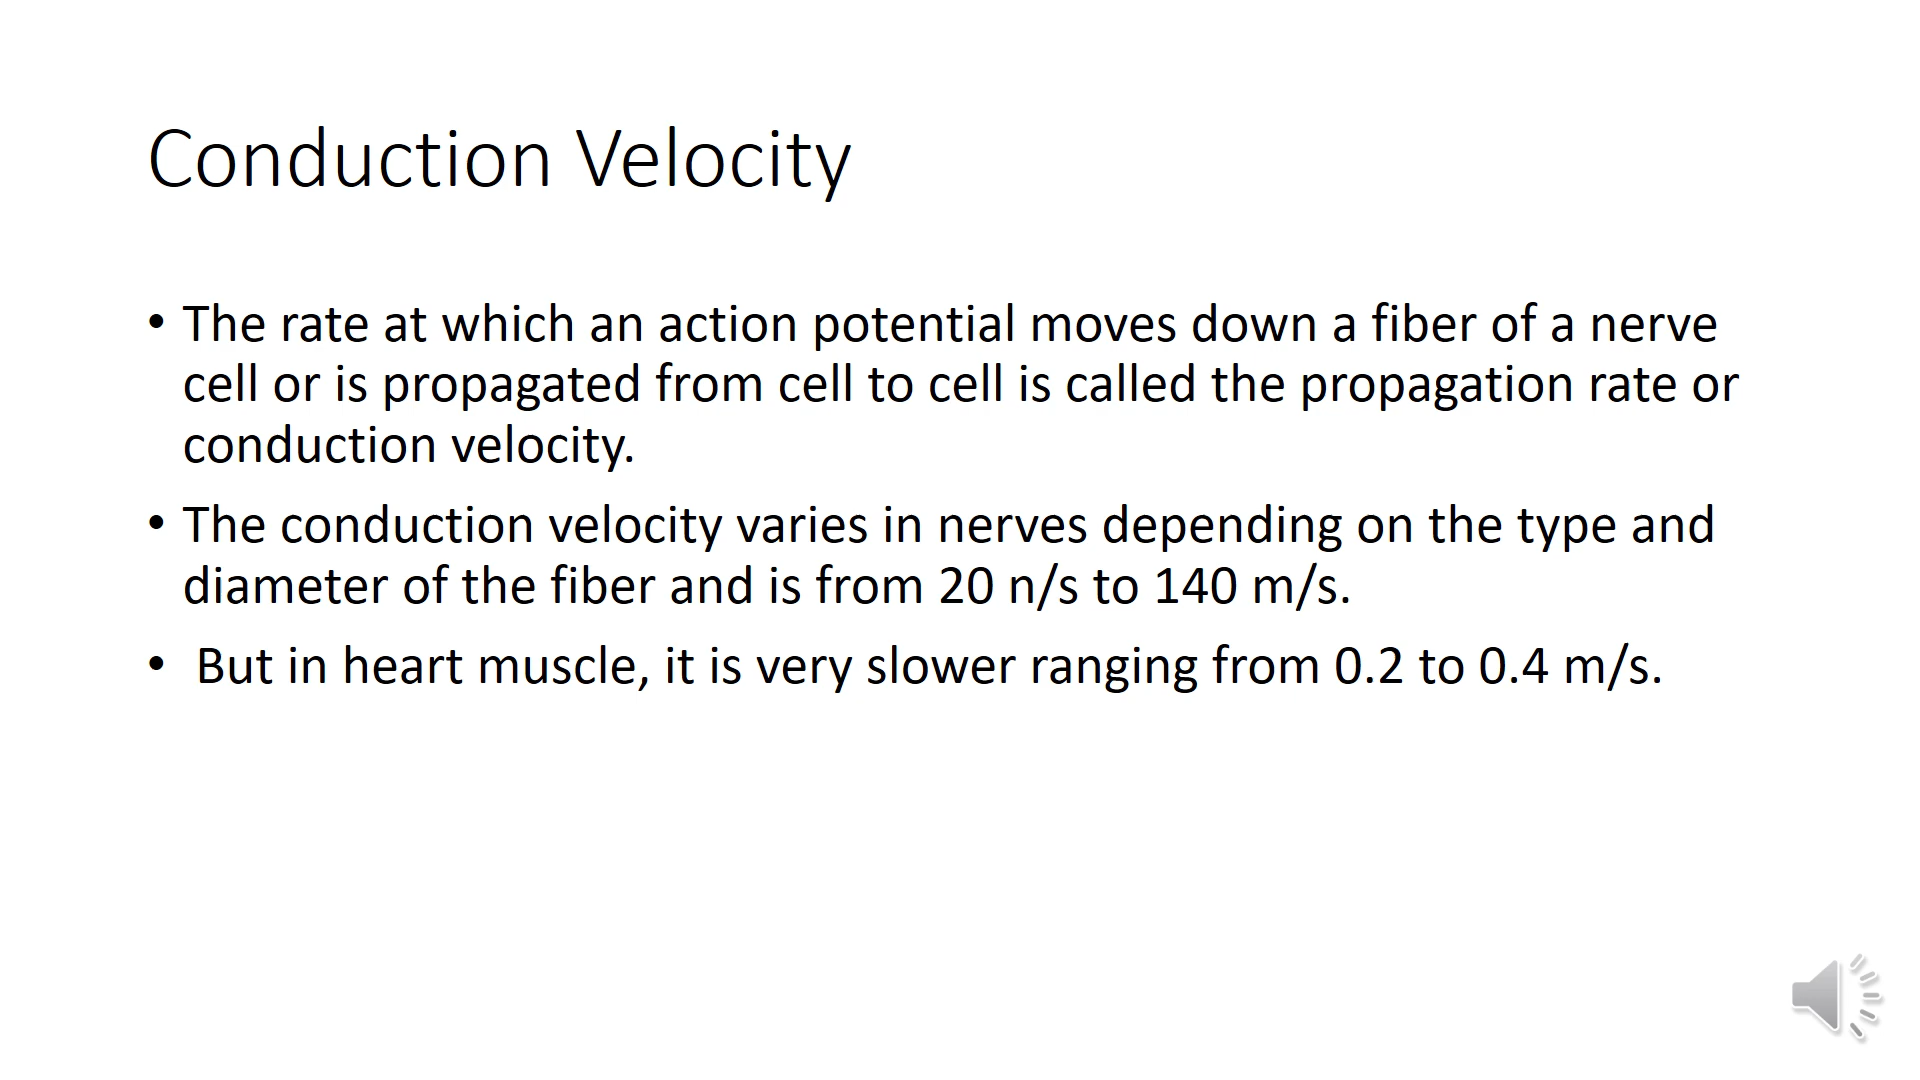 Conduction Velocity
• The rate at which an action potential moves down a fiber of a nerve
cell or is propagated from cell to cell is called the propagation rate or
conduction velocity.
• The conduction velocity varies in nerves depending on the type and
diameter of the fiber and is from 20 n/s to 140 m/s.
• But in heart muscle, it is very slower ranging from 0.2 to 0.4 m/s.